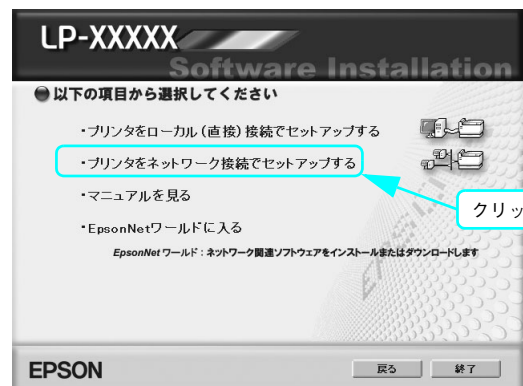 LP-XXXXX
Software Installation
以下の項目から選択してください
・プリンタをローカル(直接)接続でセットアップする
・プリンタをネットワーク接続でセットアップする
・マニュアルを見る
クリッ
・EpsonNetワールドに入る
EpsonNet ワールド：ネットワーク関連ソフトウェアをインストールまたはダウンロードします
EPSON
EPSON
戻る
終了